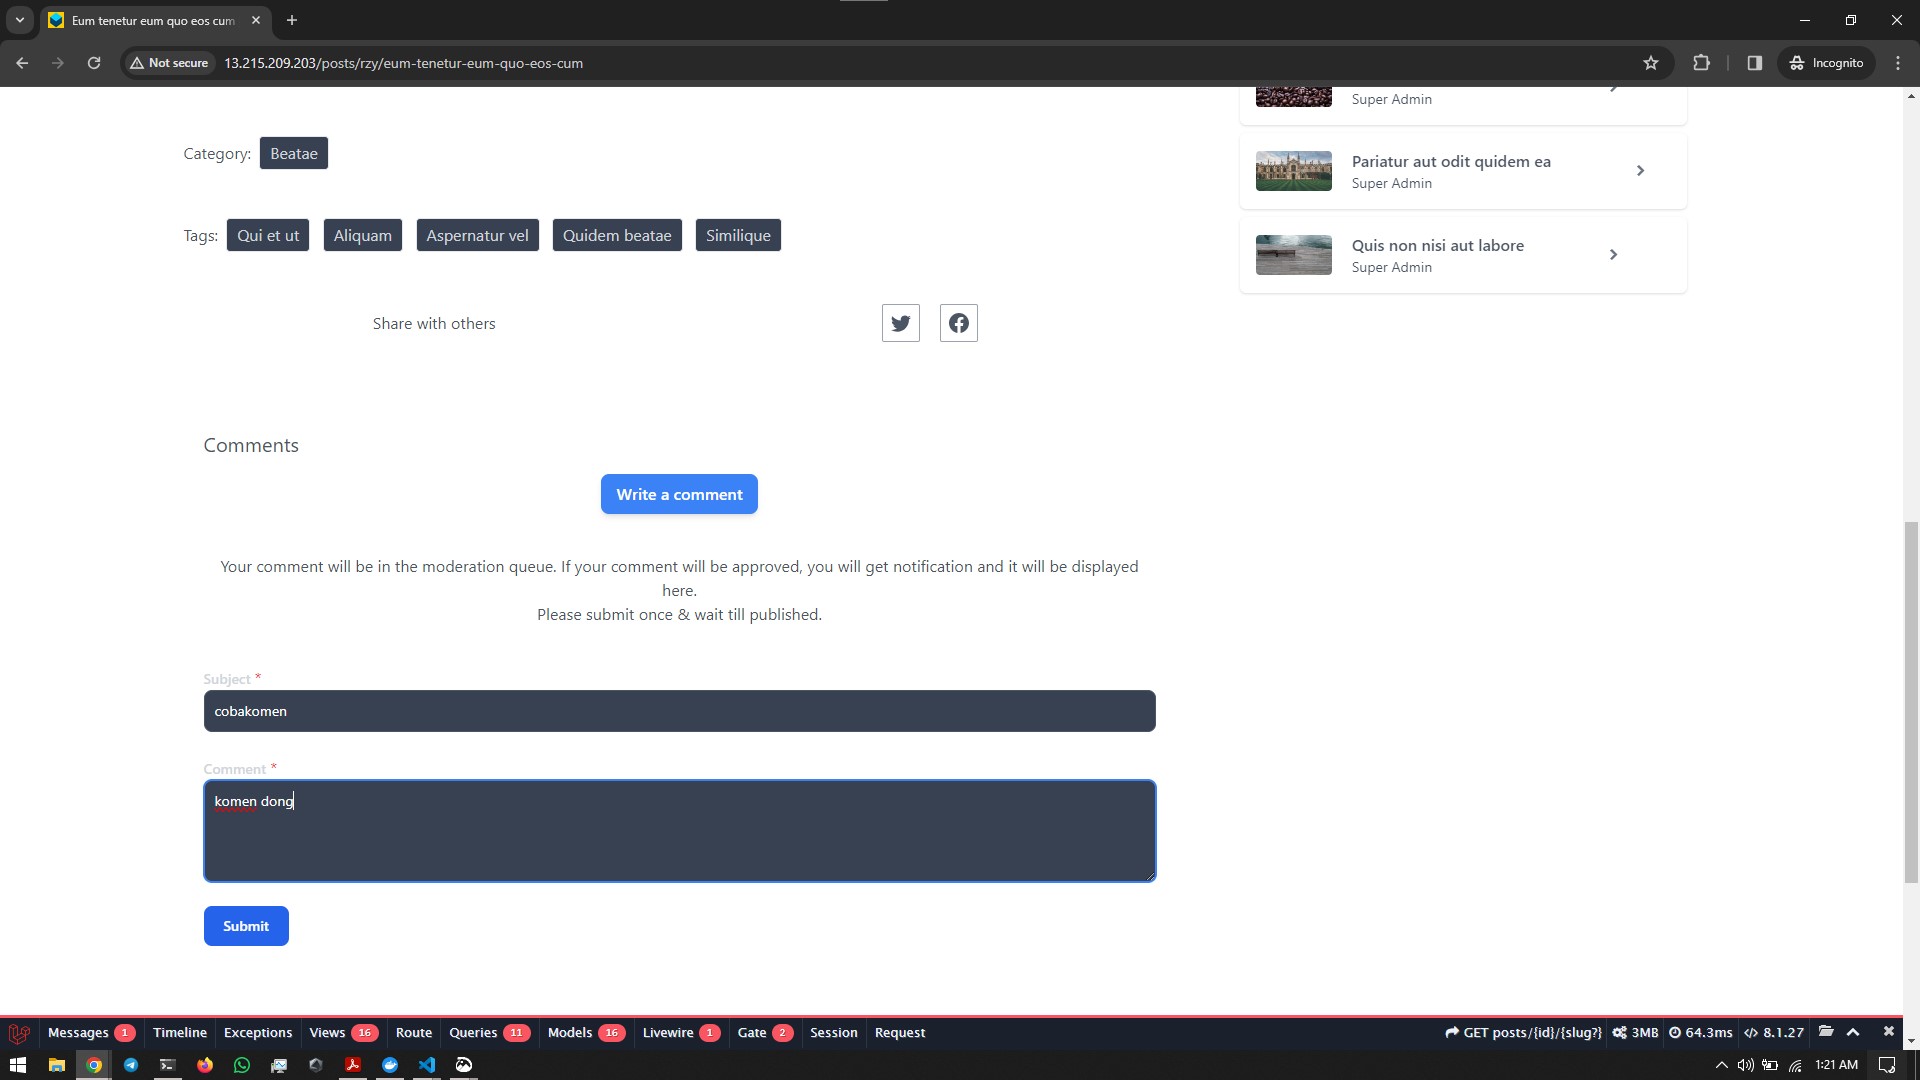 Eum tenetur eum quo eos cum
Not secure
13.215.209.203/posts/rzy/eum-tenetur-eum-quo-eos-cum
Incognito
Super Admin
Category: Beatae
Pariatur aut odit quidem ea
Super Admin
Tags: Qui et ut Aliquam Aspernatur vel Quidem beatae Similique
Quis non nisi aut labore
Super Admin
Share with others
Comments
Write a comment
Your comment will be in the moderation queue. If your comment will be approved, you will get notification and it will be displayed
here.
Please submit once & wait till published.
Subject *
cobakomen
Comment *
komen dong
Submit
Messages 1 Timeline Exceptions Views 16 Route Queries 11 Models 16 Livewire 1 Gate 2 Session Request GET posts/{id}/{slug?} 3MB 64.3ms 8.1.27
1:21 AM